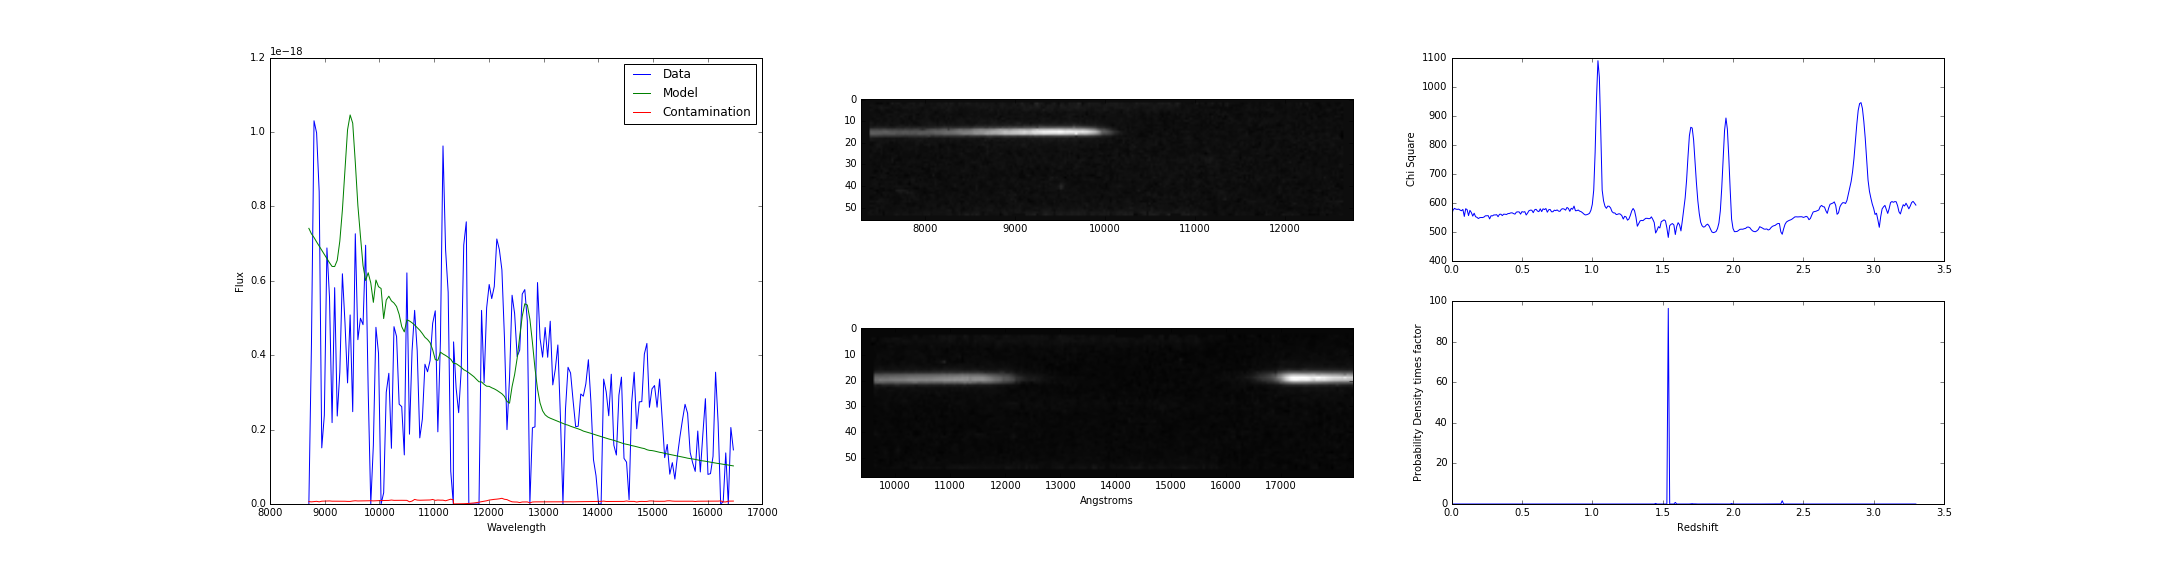 1e−18
1.2
1.0
0.8
0.6
0.4
0.2
0.0
Flux
8000 9000 10000 11000 12000 13000 14000 15000 16000 17000
Wavelength
Data
Model
Contamination
0
10
20
30
40
50
8000 9000 10000 11000 12000
0
10
20
30
40
50
10000 11000 12000 13000 14000 15000 16000 17000
Angstroms
1100
1000
900
800
700
600
500
400
Chi Square
0.0 0.5 1.0 1.5 2.0 2.5 3.0 3.5
100
80
60
40
20
0
Probability Density times factor
0.0 0.5 1.0 1.5 2.0 2.5 3.0 3.5
Redshift